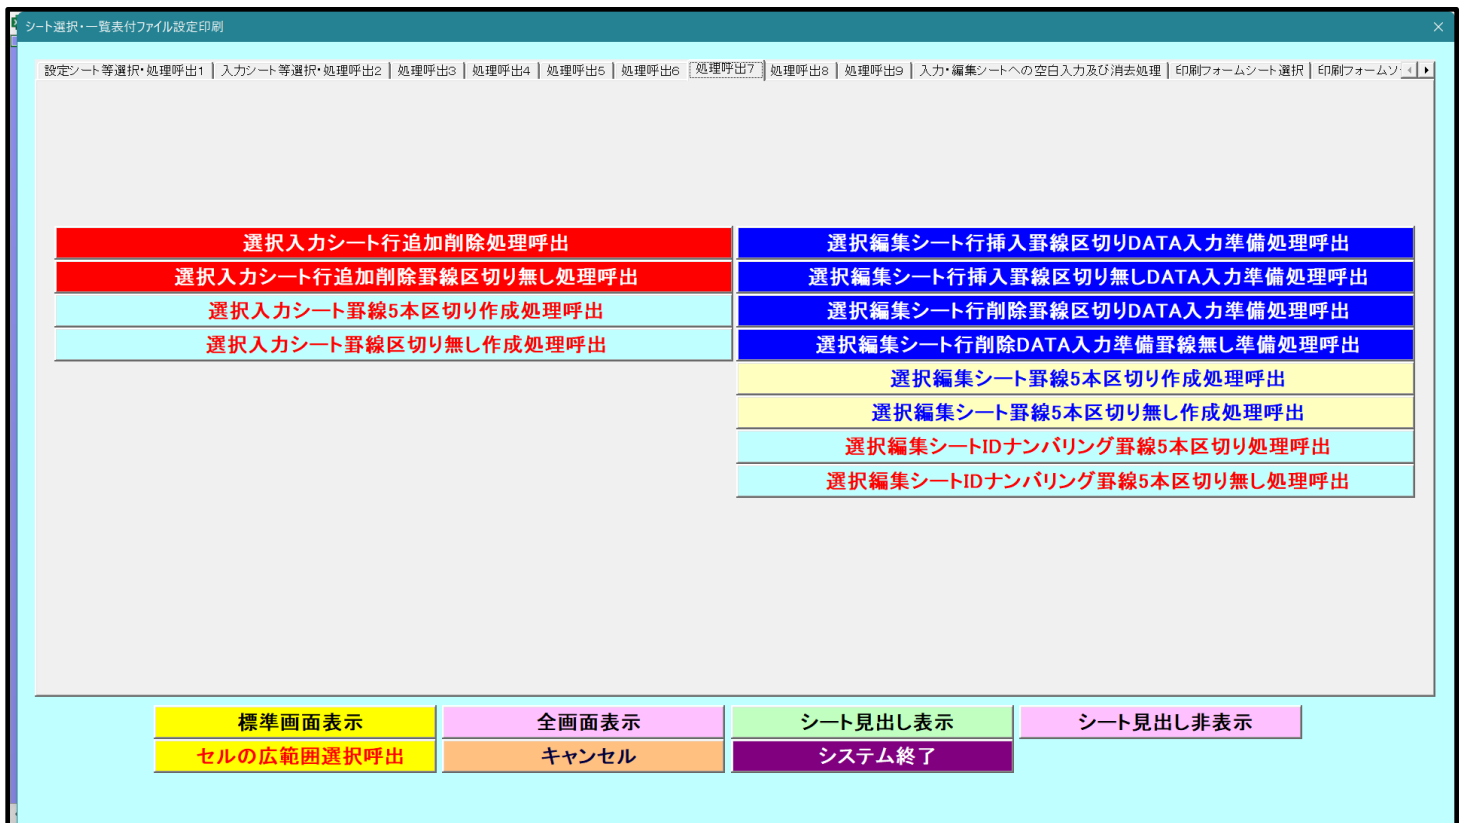 シート選択・一覧表付ファイル設定印刷
設定シート等選択・処理呼出1 入力シート等選択・処理呼出2 処理呼出3 処理呼出4 処理呼出5 処理呼出6 処理呼出7 処理呼出8 処理呼出9 入力・編集シートへの空白入力及び消去処理 印刷フォームシート選択 印刷フォームソ
選択入力シート行追加削除処理呼出
選択入力シート行追加削除罫線区切り無し処理呼出
選択入力シート罫線5本区切り作成処理呼出
選択入力シート罫線区切り無し作成処理呼出
選択編集シート行挿入罫線区切りDATA入力準備処理呼出
選択編集シート行挿入罫線区切り無しDATA入力準備処理呼出
選択編集シート行削除罫線区切りDATA入力準備処理呼出
選択編集シート行削除DATA入力準備罫線無し準備処理呼出
選択編集シート罫線5本区切り作成処理呼出
選択編集シート罫線5本区切り無し作成処理呼出
選択編集シートIDナンバリング罫線5本区切り処理呼出
選択編集シートIDナンバリング罫線5本区切り無し処理呼出
標準画面表示 全画面表示 シート見出し表示 シート見出し非表示
セルの広範囲選択呼出 キャンセル システム終了